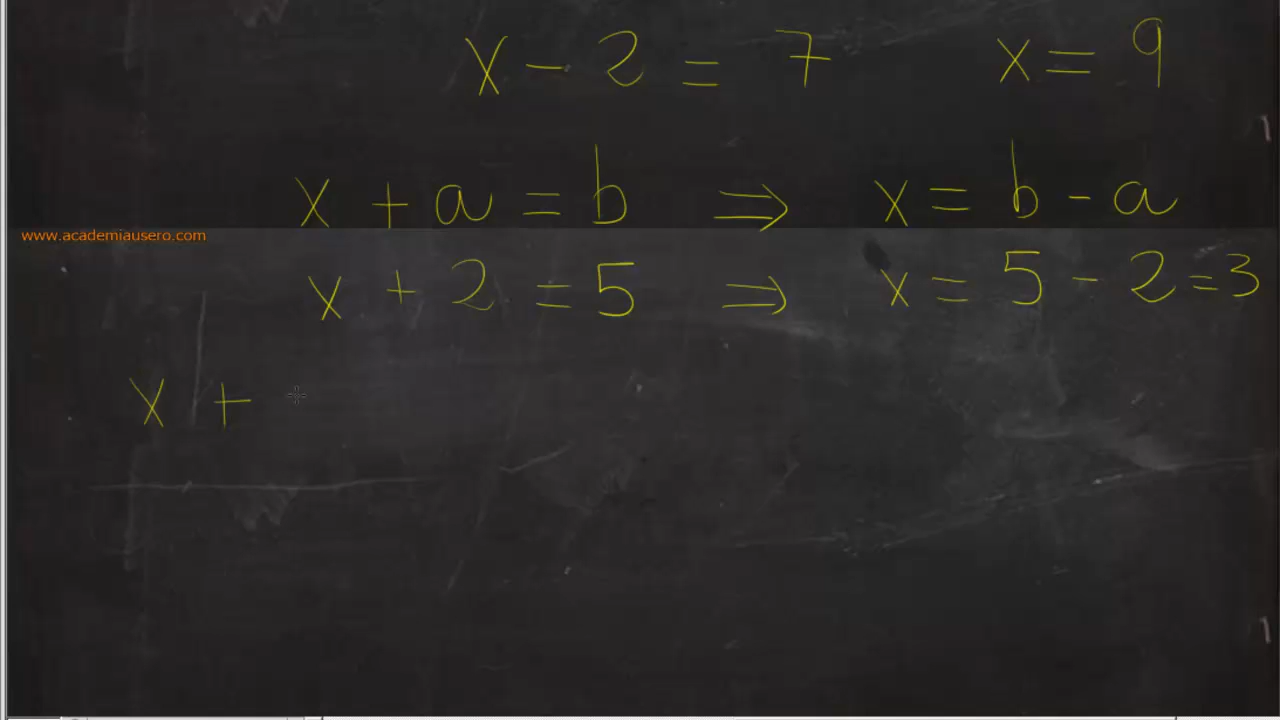 x - 2 = 7 x = 9
x + a = b ⇒ x = b - a
www.academiausero.com
x + 2 = 5 ⇒ x = 5 - 2 = 3
x +